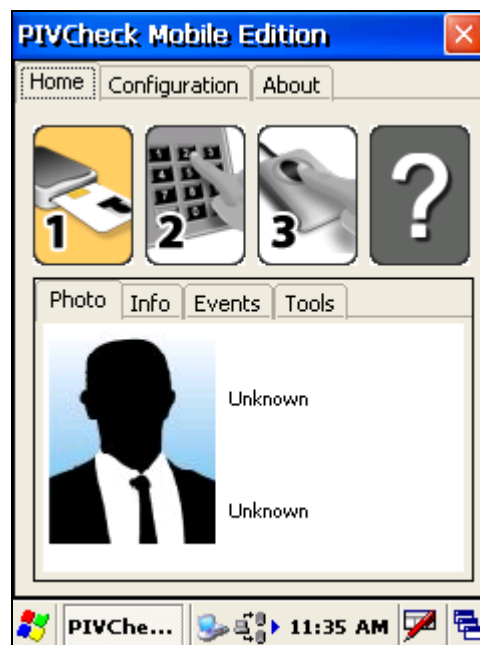 PIVCheck Mobile Edition
Home Configuration About
1 2 3 ?
Photo Info Events Tools
Unknown
Unknown
PIVChe... 11:35 AM